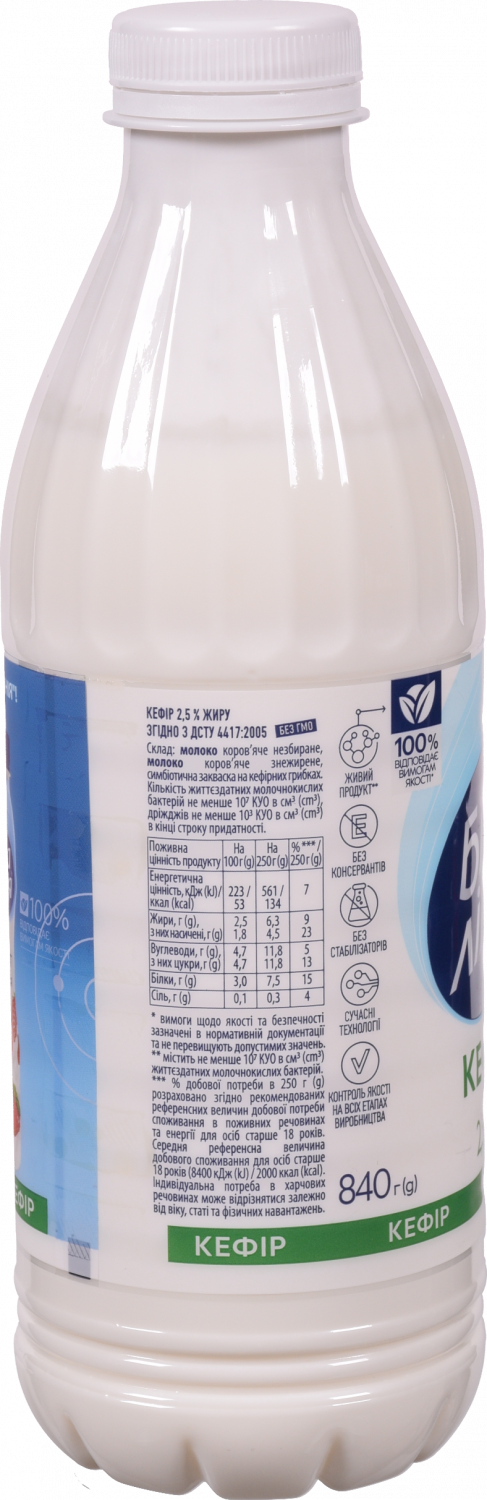 КЕФІР 2,5 % ЖИРУ
ЗГІДНО З ДСТУ 4417:2005 БЕЗ ГМО
Склад: молоко коров'яче незбиране,
молоко коров'яче знежирене,
симбіотична закваска на кефірних грибках.
Кількість життєздатних молочнокислих
бактерій не менше 10⁷ КУО в см³ (cm³),
дріжджів не менше 10³ КУО в см³ (cm³)
в кінці строку придатності.
Поживна цінність продукту | На 100г(g) | На 250г(g) | %***/ 250г(g)
Енергетична цінність, кДж (kJ)/ ккал (kcal) | 223 / 53 | 561 / 134 | 7
Жири, г (g), | 2,5 | 6,3 | 9
з них насичені, г (g) | 1,8 | 4,5 | 23
Вуглеводи, г (g), | 4,7 | 11,8 | 5
з них цукри, г (g) | 4,7 | 11,8 | 13
Білки, г (g) | 3,0 | 7,5 | 15
Сіль, г (g) | 0,1 | 0,3 | 4
* вимоги щодо якості та безпечності
зазначені в нормативній документації
та не перевищують допустимих значень.
** містить не менше 10⁷ КУО в см³ (cm³)
життєздатних молочнокислих бактерій.
*** % добової потреби в 250 г (g)
розраховано згідно рекомендованих
референсних величин добової потреби
споживання в поживних речовинах
та енергії для осіб старше 18 років.
Середня референсна величина
добового споживання для осіб старше
18 років (8400 кДж (kJ) / 2000 ккал (kcal).
Індивідуальна потреба в харчових
речовинах може відрізнятися залежно
від віку, статі та фізичних навантажень.
ЖИВИЙ
ПРОДУКТ**
БЕЗ
КОНСЕРВАНТІВ
БЕЗ
СТАБІЛІЗАТОРІВ
СУЧАСНІ
ТЕХНОЛОГІЇ
КОНТРОЛЬ ЯКОСТІ
НА ВСІХ ЕТАПАХ
ВИРОБНИЦТВА
840 г (g)
100%
ВІДПОВІДАЄ
ВИМОГАМ
ЯКОСТІ*
100%
ВІДПОВІДАЄ
ВИМОГАМ ЯКОСТІ
КЕФІР
КЕФІР